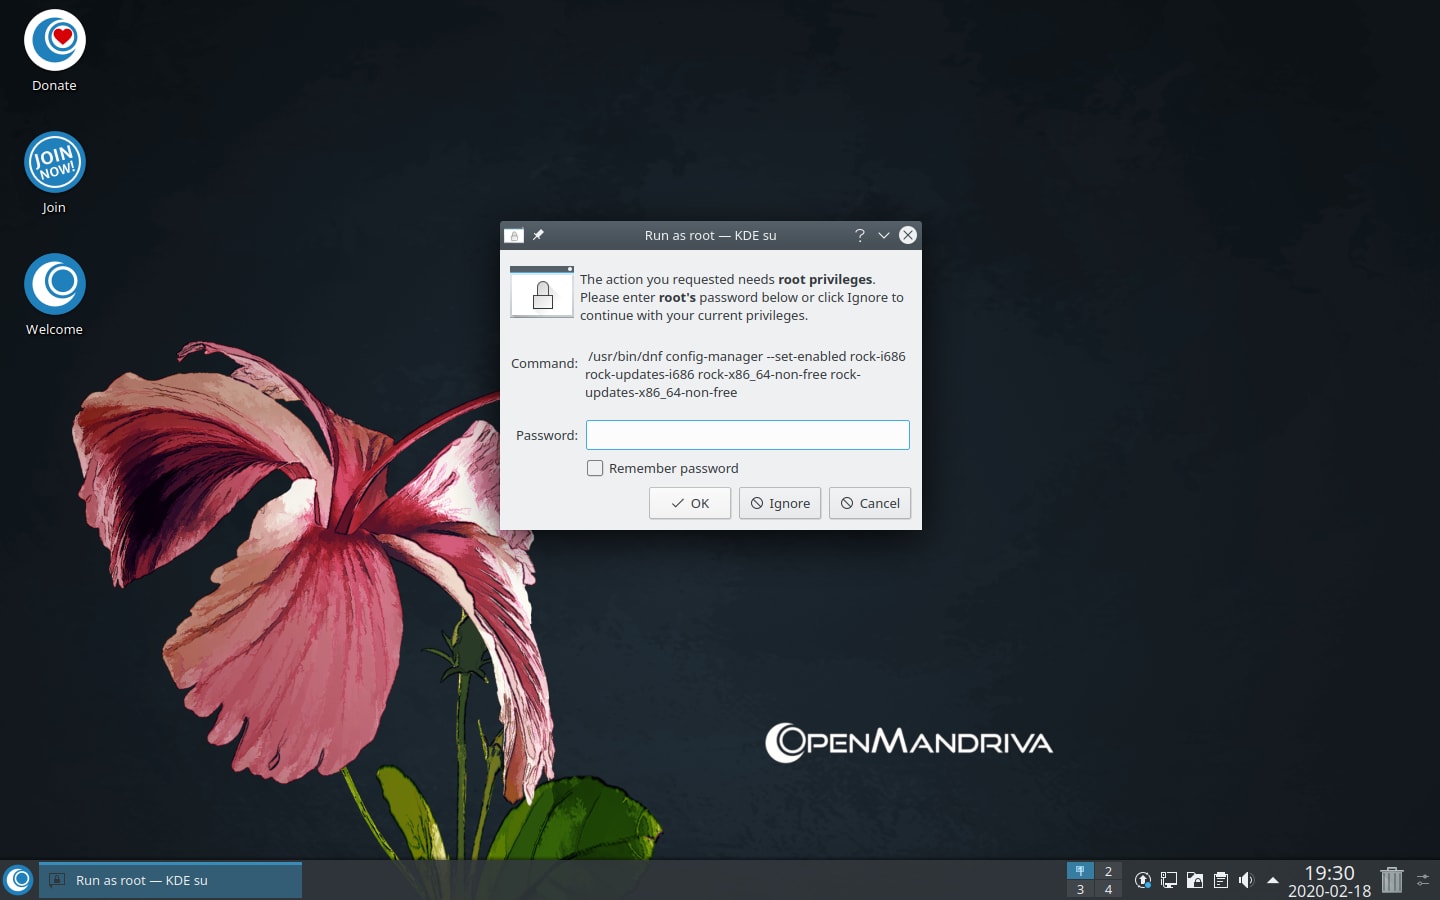 Donate
JOIN
NOW!
Join
Welcome
Run as root — KDE su
?
The action you requested needs root privileges.
Please enter root's password below or click Ignore to
continue with your current privileges.
Command: /usr/bin/dnf config-manager --set-enabled rock-i686
rock-updates-i686 rock-x86_64-non-free rock-
updates-x86_64-non-free
Password:
Remember password
OK Ignore Cancel
OPENMANDRIVA
Run as root — KDE su
2
3 4
19:30
2020-02-18